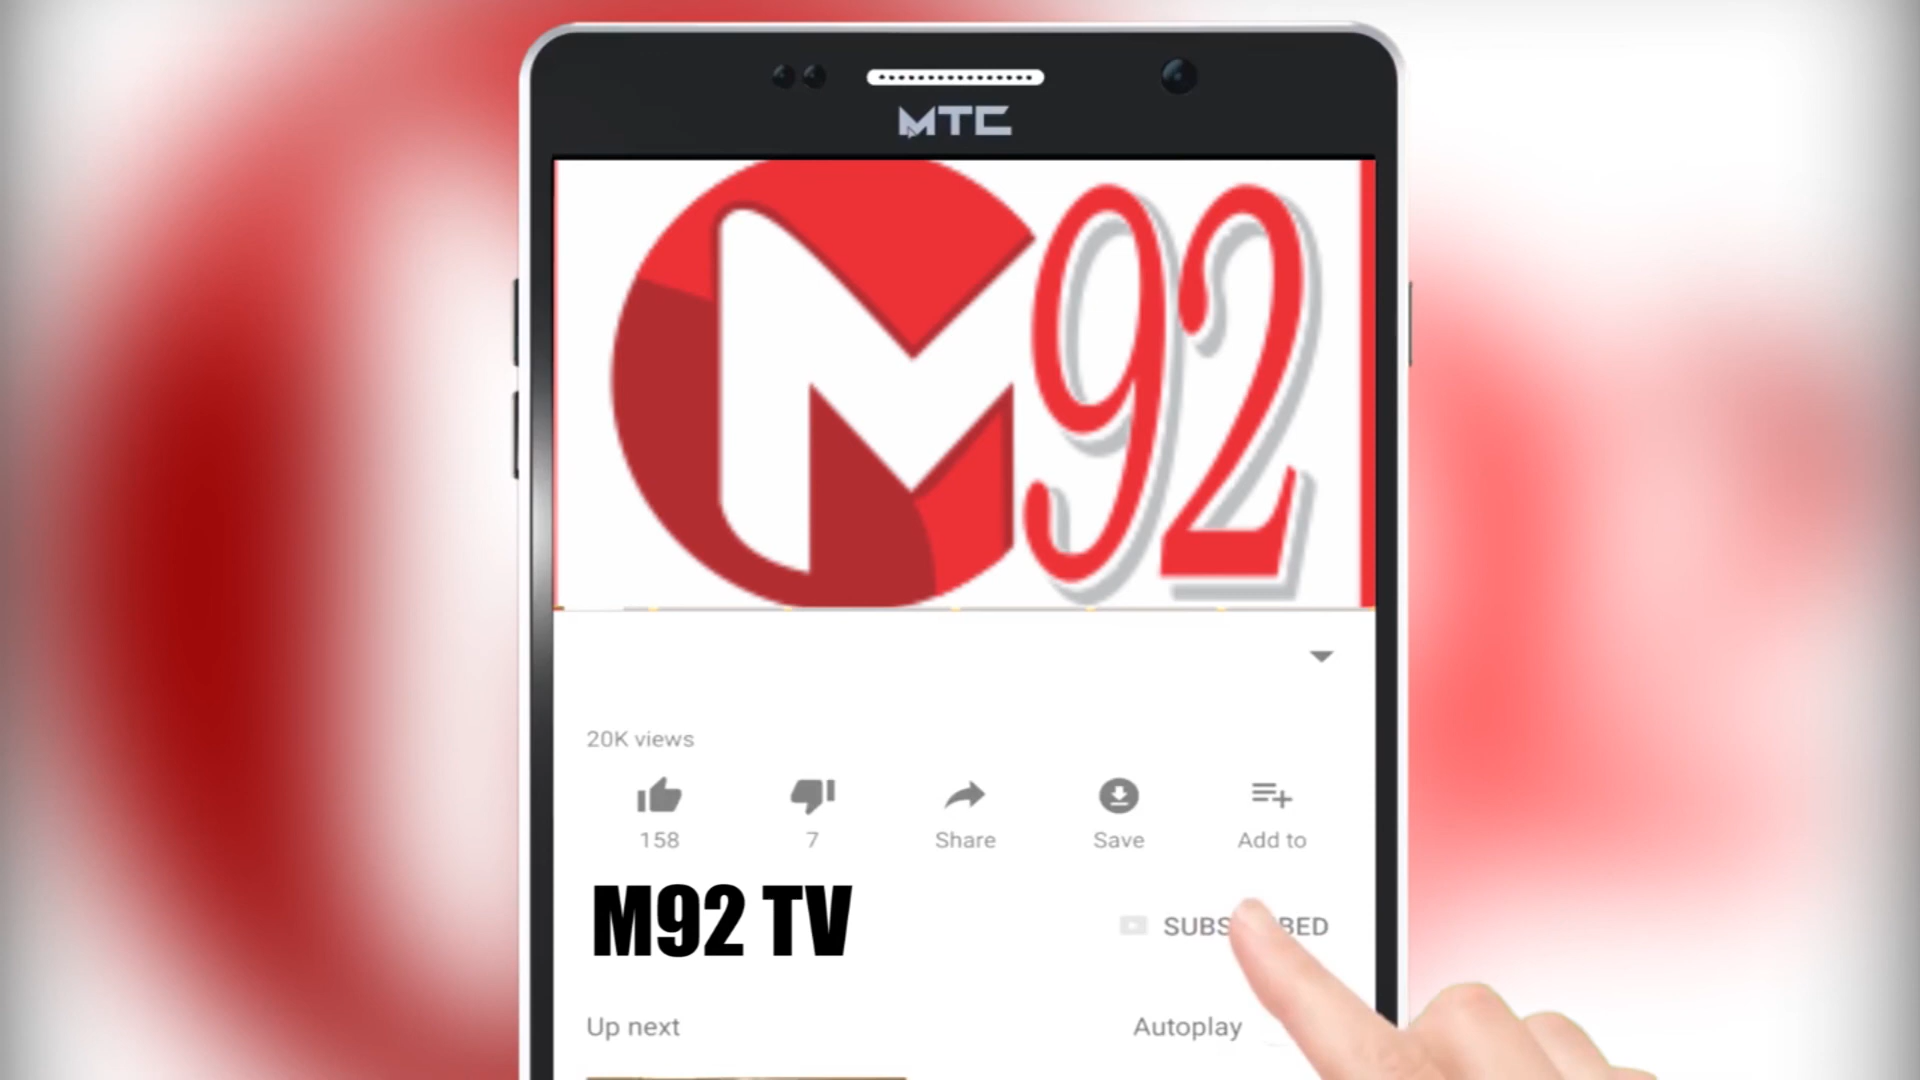 MTC
M92
20K views
158 7 Share Save Add to
M92 TV
Up next Autoplay